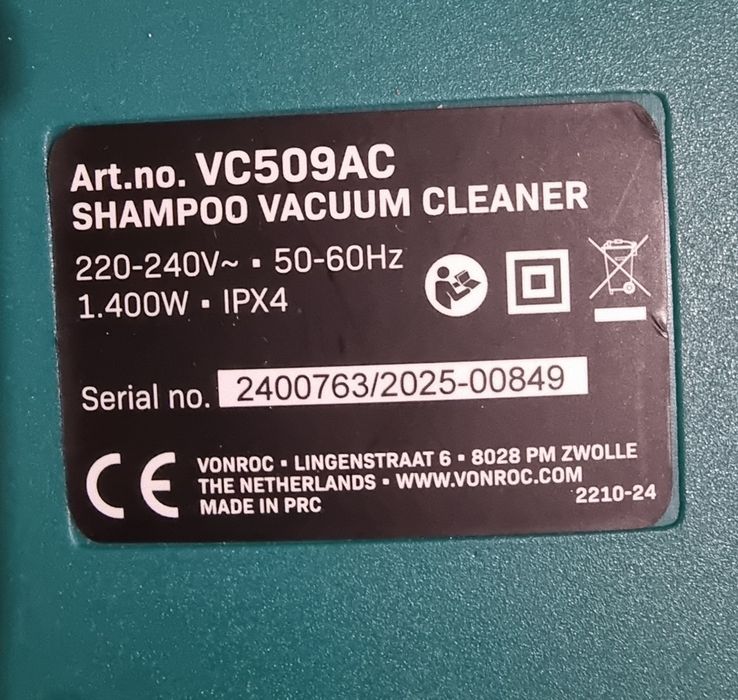 Art.no. VC509AC
SHAMPOO VACUUM CLEANER
220-240V~ ▪ 50-60Hz
1.400W ▪ IPX4
Serial no. 2400763/2025-00849
CE
VONROC ▪ LINGENSTRAAT 6 ▪ 8028 PM ZWOLLE
THE NETHERLANDS ▪ WWW.VONROC.COM
MADE IN PRC
2210-24